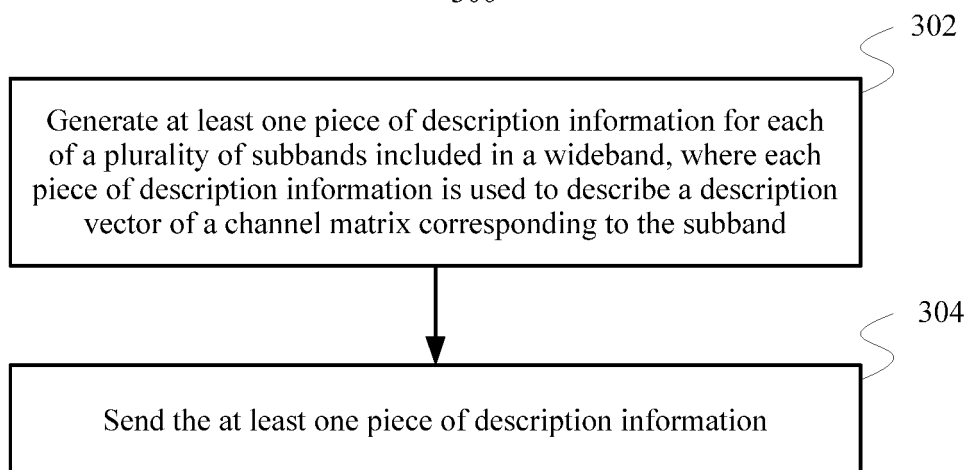 302
Generate at least one piece of description information for each
of a plurality of subbands included in a wideband, where each
piece of description information is used to describe a description
vector of a channel matrix corresponding to the subband
304
Send the at least one piece of description information